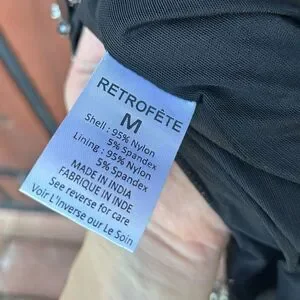 RETROFÊTE
M
Shell : 95% Nylon
5% Spandex
Lining : 95% Nylon
5% Spandex
MADE IN INDIA
FABRIQUE IN INDE
See reverse for care
Voir L'Inverse our Le Soin